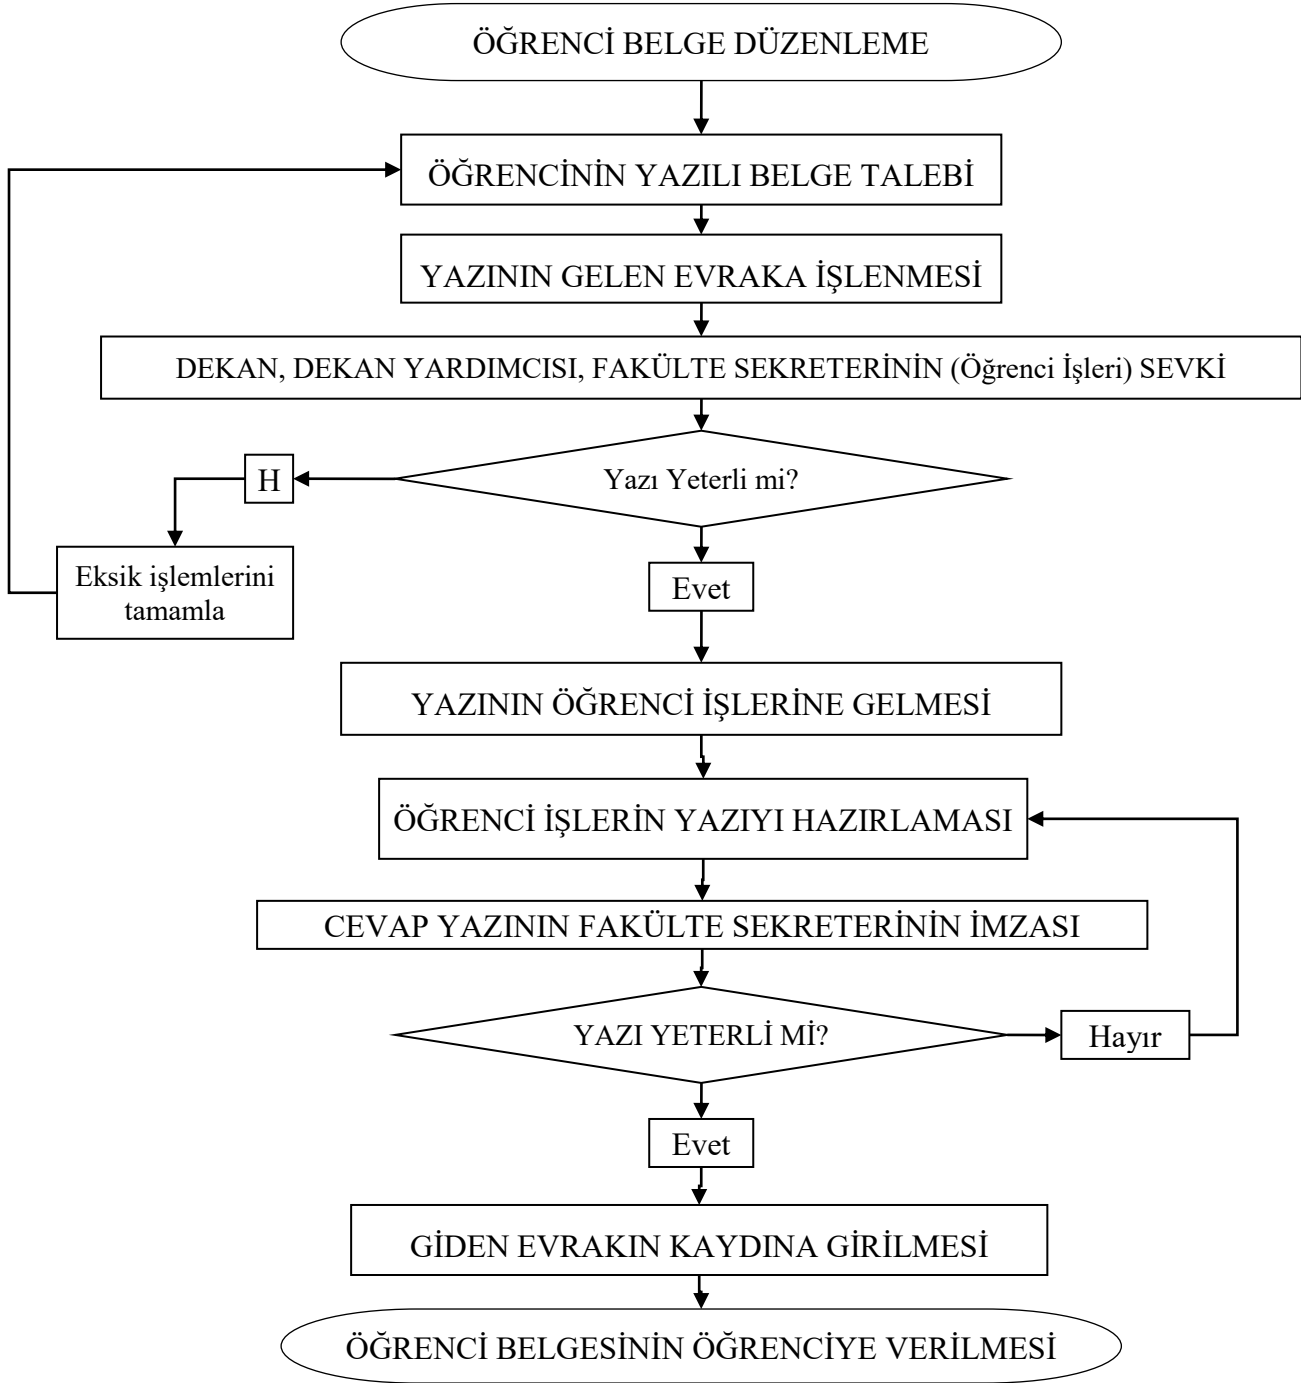 ÖĞRENCİ BELGE DÜZENLEME
ÖĞRENCİNİN YAZILI BELGE TALEBİ
YAZININ GELEN EVRAKA İŞLENMESİ
DEKAN, DEKAN YARDIMCISI, FAKÜLTE SEKRETERİNİN (Öğrenci İşleri) SEVKİ
Yazı Yeterli mi?
H
Eksik işlemlerini
tamamla
Evet
YAZININ ÖĞRENCİ İŞLERİNE GELMESİ
ÖĞRENCİ İŞLERİN YAZIYI HAZIRLAMASI
CEVAP YAZININ FAKÜLTE SEKRETERİNİN İMZASI
YAZI YETERLİ Mİ?
Hayır
Evet
GİDEN EVRAKIN KAYDINA GİRİLMESİ
ÖĞRENCİ BELGESİNİN ÖĞRENCİYE VERİLMESİ